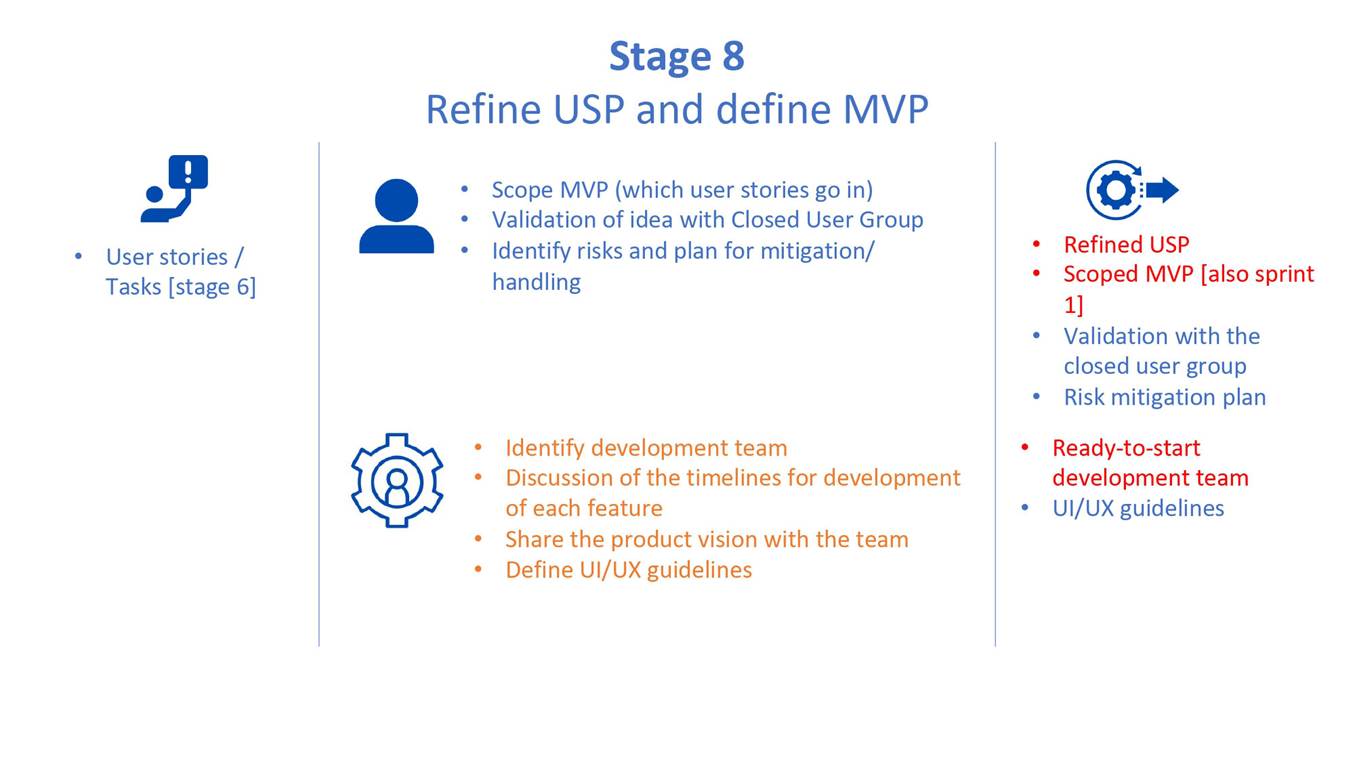 Stage 8
Refine USP and define MVP
• User stories /
Tasks [stage 6]
• Scope MVP (which user stories go in)
• Validation of idea with Closed User Group
• Identify risks and plan for mitigation/
handling
• Identify development team
• Discussion of the timelines for development
of each feature
• Share the product vision with the team
• Define UI/UX guidelines
• Refined USP
• Scoped MVP [also sprint
1]
• Validation with the
closed user group
• Risk mitigation plan
• Ready-to-start
development team
• UI/UX guidelines